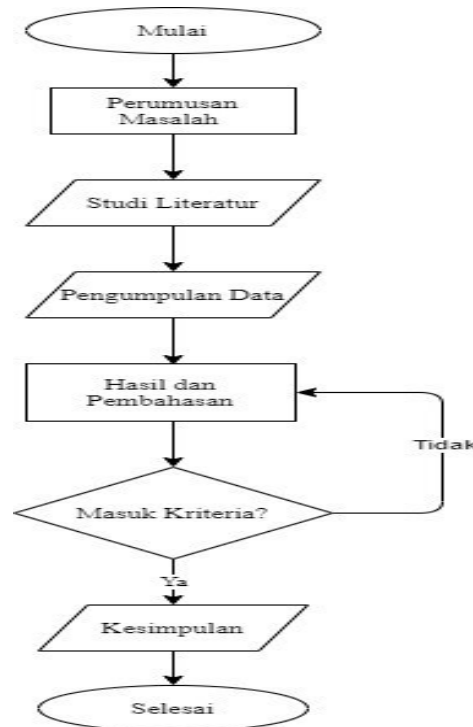 Mulai
Perumusan
Masalah
Studi Literatur
Pengumpulan Data
Hasil dan
Pembahasan
Tidak
Masuk Kriteria?
Ya
Kesimpulan
Selesai